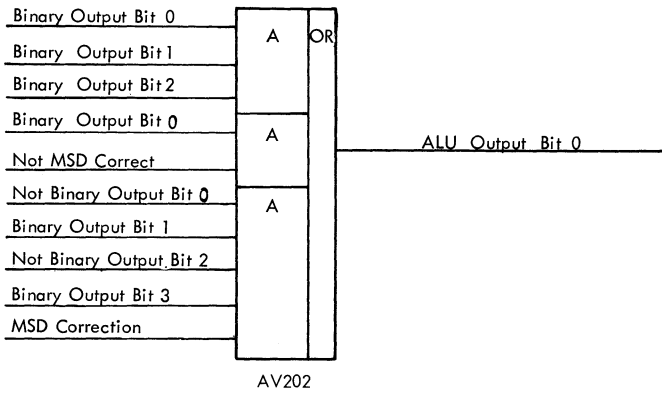 Binary Output Bit 0
A
OR
Binary Output Bit 1
Binary Output Bit 2
Binary Output Bit 0
A
ALU Output Bit 0
Not MSD Correct
Not Binary Output Bit 0
A
Binary Output Bit 1
Not Binary Output Bit 2
Binary Output Bit 3
MSD Correction
AV202